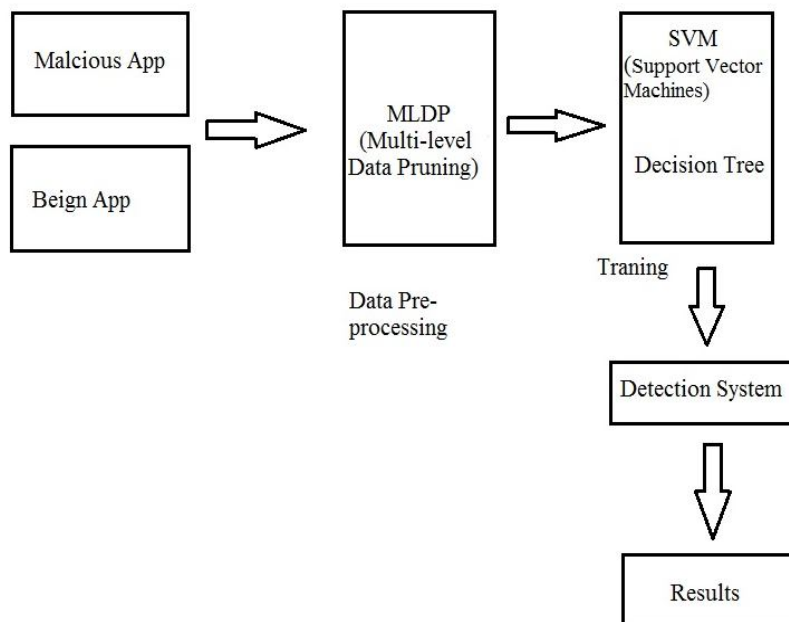 Malcious App
Beign App
MLDP
(Multi-level
Data Pruning)
Data Pre-
processing
SVM
(Support Vector
Machines)
Decision Tree
Traning
Detection System
Results